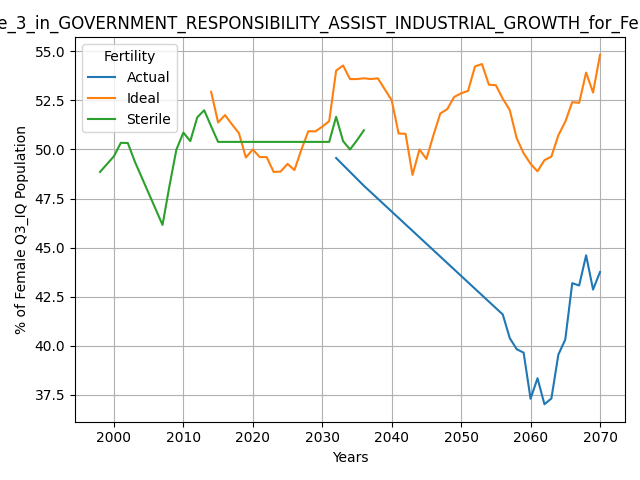 e_3_in_GOVERNMENT_RESPONSIBILITY_ASSIST_INDUSTRIAL_GROWTH_for_Fe
Fertility
Actual
Ideal
Sterile
% of Female Q3_IQ Population
55.0
52.5
50.0
47.5
45.0
42.5
40.0
37.5
2000 2010 2020 2030 2040 2050 2060 2070
Years